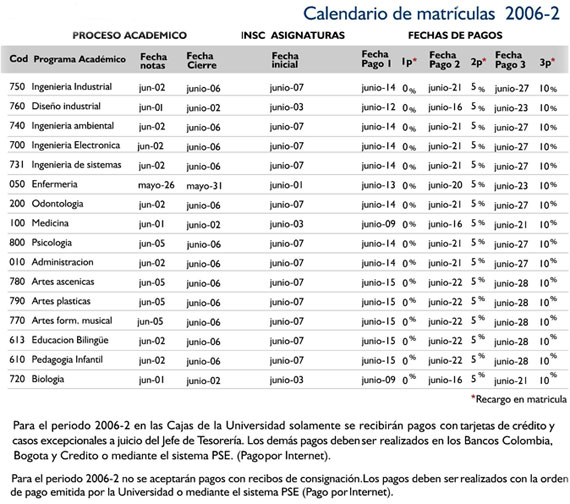 Calendario de matrículas 2006-2
PROCESO ACADEMICO INSC ASIGNATURAS FECHAS DE PAGOS
Cod Programa Académico Fecha notas Fecha Cierre Fecha inicial Fecha Pago 1 1p* Fecha Pago 2 2p* Fecha Pago 3 3p*
750 Ingenieria Industrial jun-02 junio-06 junio-07 junio-14 0% junio-21 5% junio-27 10%
760 Diseño industrial jun-01 junio-02 junio-03 junio-12 0% junio-16 5% junio-23 10%
740 Ingenieria ambiental jun-02 junio-06 junio-07 junio-14 0% junio-21 5% junio-27 10%
700 Ingenieria Electronica jun-02 junio-06 junio-07 junio-14 0% junio-21 5% junio-27 10%
731 Ingenieria de sistemas jun-02 junio-06 junio-07 junio-14 0% junio-21 5% junio-27 10%
050 Enfermeria mayo-26 mayo-31 junio-01 junio-13 0% junio-20 5% junio-23 10%
200 Odontologia jun-02 junio-06 junio-07 junio-14 0% junio-21 5% junio-27 10%
100 Medicina jun-01 junio-02 junio-03 junio-09 0% junio-16 5% junio-21 10%
800 Psicologia jun-05 junio-06 junio-07 junio-14 0% junio-21 5% junio-27 10%
010 Administracion jun-02 junio-06 junio-07 junio-14 0% junio-21 5% junio-27 10%
780 Artes ascenicas jun-05 junio-06 junio-07 junio-15 0% junio-22 5% junio-28 10%
790 Artes plasticas jun-05 junio-06 junio-07 junio-15 0% junio-22 5% junio-28 10%
770 Artes form. musical jun-05 junio-06 junio-07 junio-15 0% junio-22 5% junio-28 10%
613 Educacion Bilingüe jun-02 junio-06 junio-07 junio-15 0% junio-22 5% junio-28 10%
610 Pedagogia Infantil jun-02 junio-06 junio-07 junio-15 0% junio-22 5% junio-28 10%
720 Biologia jun-01 junio-02 junio-03 junio-09 0% junio-16 5% junio-21 10%
*Recargo en matricula
Para el periodo 2006-2 en las Cajas de la Universidad solamente se recibirán pagos con tarjetas de crédito y
casos excepcionales a juicio del Jefe de Tesorería. Los demás pagos deben ser realizados en los Bancos Colombia,
Bogota y Credito o mediante el sistema PSE. (Pago por Internet).
Para el periodo 2006-2 no se aceptarán pagos con recibos de consignación. Los pagos deben ser realizados con la orden
de pago emitida por la Universidad o mediante el sistema PSE (Pago por Internet).